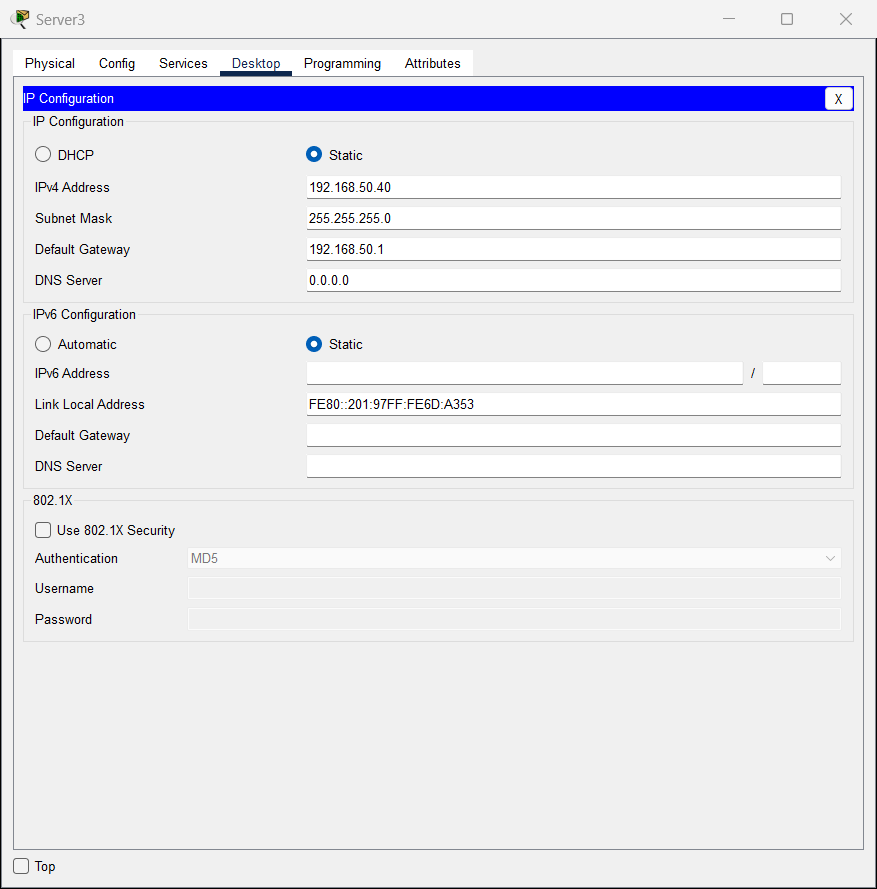 Server3
Physical Config Services Desktop Programming Attributes
IP Configuration
X
IP Configuration
DHCP Static
IPv4 Address 192.168.50.40
Subnet Mask 255.255.255.0
Default Gateway 192.168.50.1
DNS Server 0.0.0.0
IPv6 Configuration
Automatic Static
IPv6 Address /
Link Local Address FE80::201:97FF:FE6D:A353
Default Gateway
DNS Server
802.1X
Use 802.1X Security
Authentication MD5
Username
Password
Top